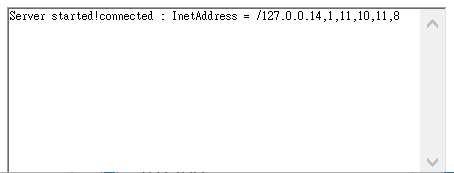 Server started!connected : InetAddress = /127.0.0.14,1,11,10,11,8